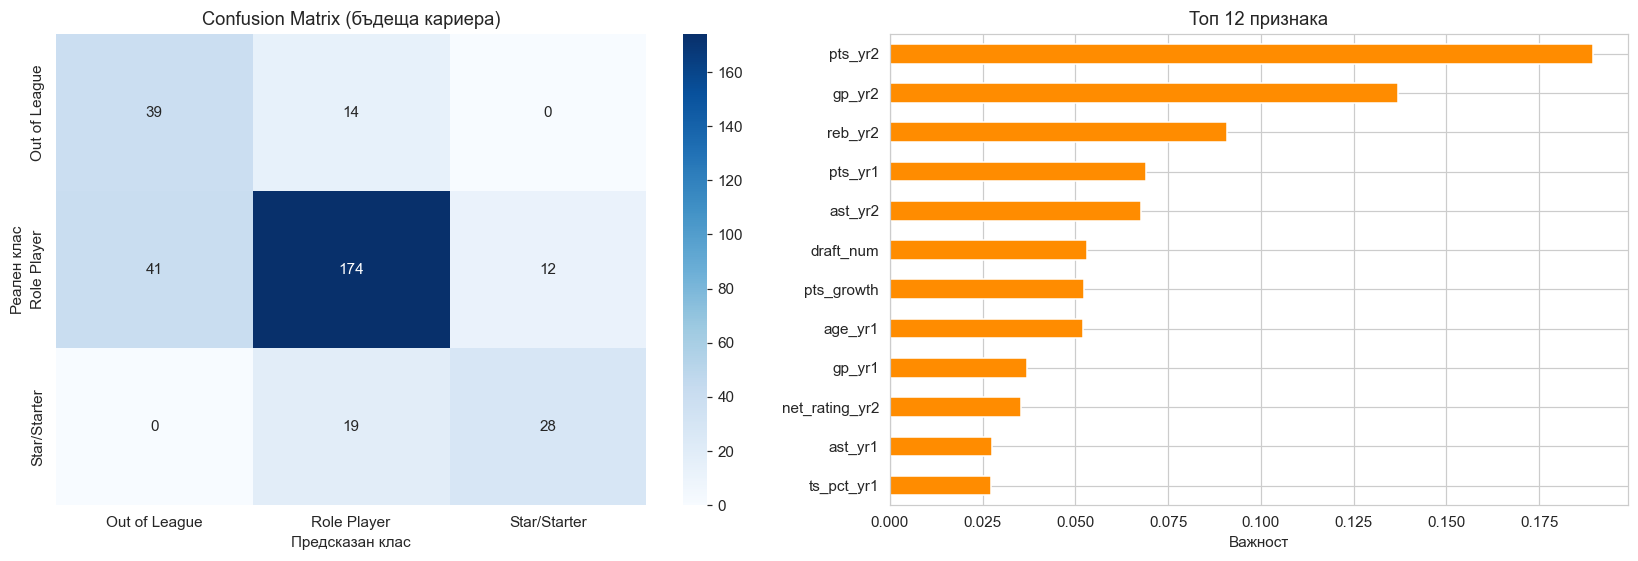 Confusion Matrix (бъдеща кариера)
Реален клас
Out of League
Role Player
Star/Starter
39 14 0
41 174 12
0 19 28
Out of League Role Player Star/Starter
Предсказан клас
160
140
120
100
80
60
40
20
0
Топ 12 признака
pts_yr2
gp_yr2
reb_yr2
pts_yr1
ast_yr2
draft_num
pts_growth
age_yr1
gp_yr1
net_rating_yr2
ast_yr1
ts_pct_yr1
0.000 0.025 0.050 0.075 0.100 0.125 0.150 0.175
Важност